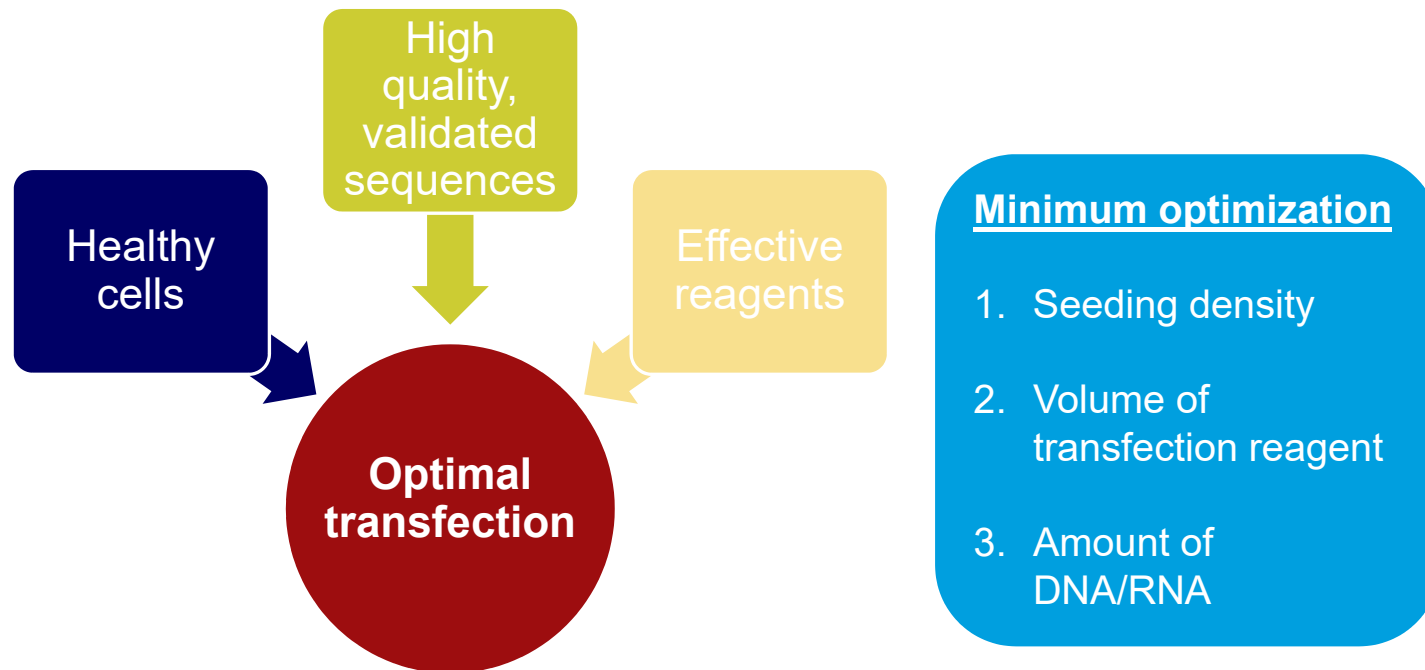 High
quality,
validated
sequences
Healthy
cells
Effective
reagents
Optimal
transfection
Minimum optimization
1. Seeding density
2. Volume of
transfection reagent
3. Amount of
DNA/RNA